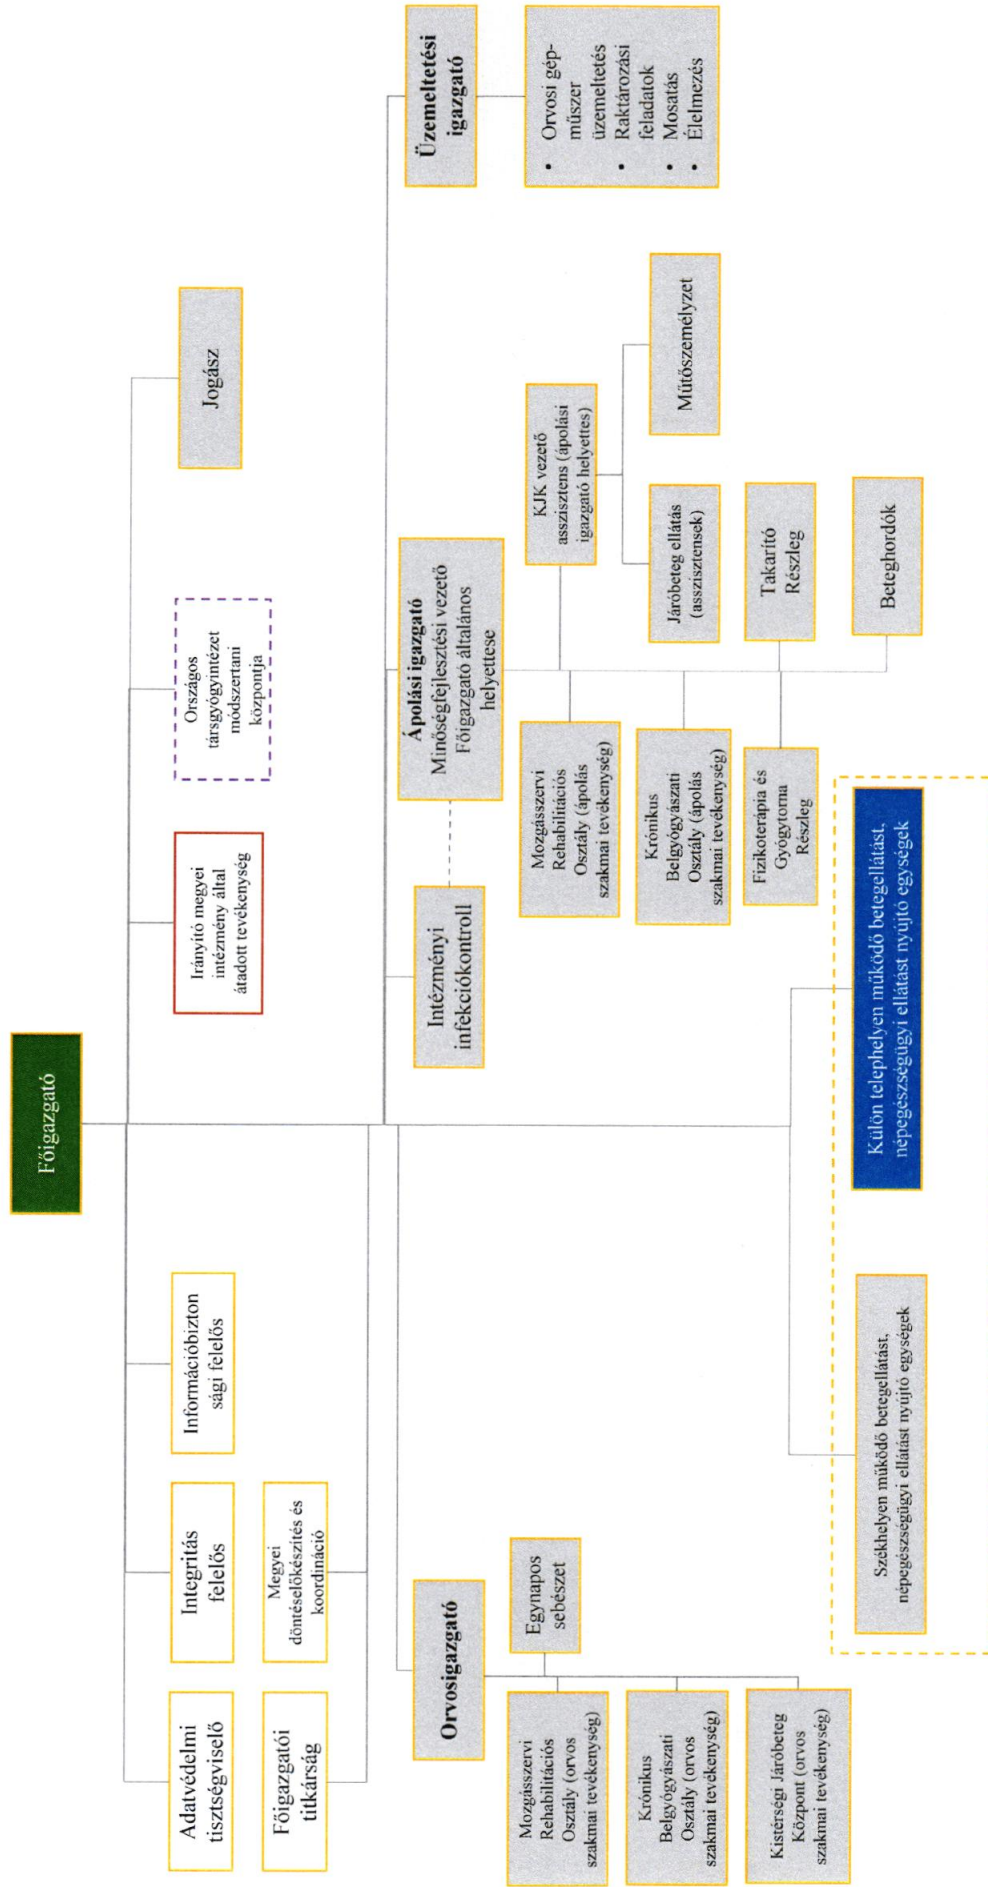 Főigazgató
Adatvédelmi
tisztségviselő
Integritás
felelős
Információbizton
sági felelős
Irányító megyei
intézmény által
átadott tevékenység
Országos
társgyógyintézet
módszertani
központja
Jogász
Főigazgatói
titkárság
Megyei
döntéselőkészítés és
koordináció
Orvosigazgató
Egynapos
sebészet
Mozgásszervi
Rehabilitációs
Osztály (orvos
szakmai tevékenység)
Krónikus
Belgyógyászati
Osztály (orvos
szakmai tevékenység)
Kistérségi Járóbeteg
Központ (orvos
szakmai tevékenység)
Intézményi
infekciókontroll
Ápolási igazgató
Minőségfejlesztési vezető
Főigazgató általános
helyettese
Mozgásszervi
Rehabilitációs
Osztály (ápolás
szakmai tevékenység)
Krónikus
Belgyógyászati
Osztály (ápolás
szakmai tevékenység)
Fizikoterápia és
Gyógytorna
Részleg
KJK vezető
asszisztens (ápolási
igazgató helyettes)
Járóbeteg ellátás
(asszisztensek)
Műtőszemélyzet
Takarító
Részleg
Beteghordók
Üzemeltetési
igazgató
• Orvosi gép-
műszer
üzemeltetés
• Raktározási
feladatok
• Mosatás
• Élelmezés
Székhelyen működő betegellátást,
népegészségügyi ellátást nyújtó egységek
Külön telephelyen működő betegellátást,
népegészségügyi ellátást nyújtó egységek